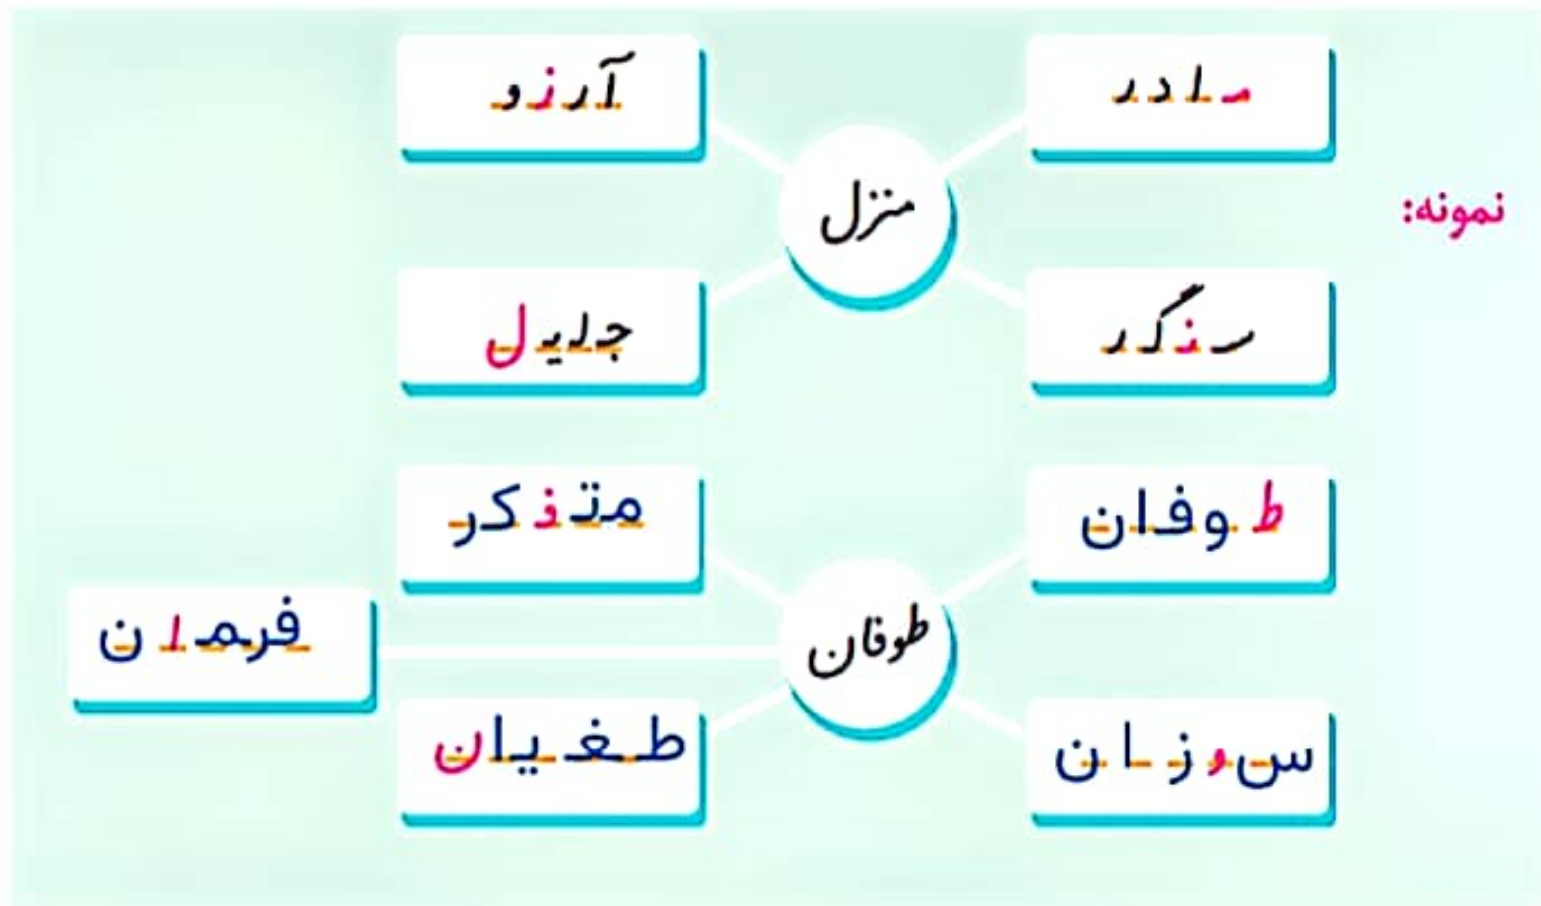 نمونه:
مادر
آرزو
منزل
سنگر
جلیل
طوفان
متذکر
طوفان
فرمان
سوزان
طغیان